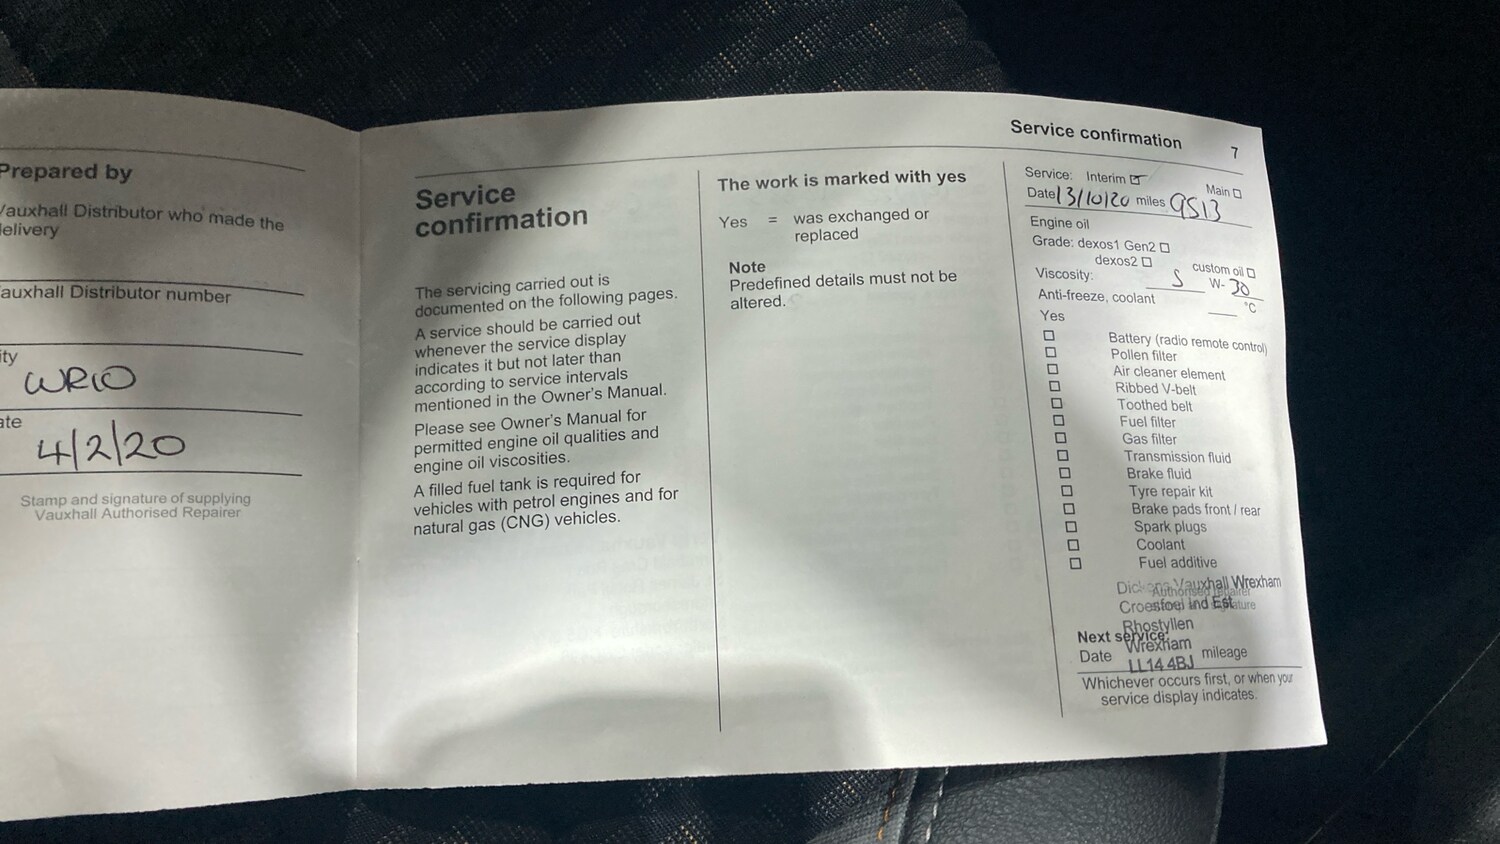 Prepared by
Vauxhall Distributor who made the
delivery
Vauxhall Distributor number
ity
WR10
ate
4/2/20
Stamp and signature of supplying
Vauxhall Authorised Repairer
Service
confirmation
The servicing carried out is
documented on the following pages.
A service should be carried out
whenever the service display
indicates it but not later than
according to service intervals
mentioned in the Owner's Manual.
Please see Owner's Manual for
permitted engine oil qualities and
engine oil viscosities.
A filled fuel tank is required for
vehicles with petrol engines and for
natural gas (CNG) vehicles.
The work is marked with yes
Yes = was exchanged or
replaced
Note
Predefined details must not be
altered.
Service confirmation 7
Service: Interim Main
Date 13/10/20 miles 9513
Engine oil
Grade: dexos1 Gen2
dexos2 custom oil
Viscosity: 5 W- 30
Anti-freeze, coolant °C
Yes
Battery (radio remote control)
Pollen filter
Air cleaner element
Ribbed V-belt
Toothed belt
Fuel filter
Gas filter
Transmission fluid
Brake fluid
Tyre repair kit
Brake pads front / rear
Spark plugs
Coolant
Fuel additive
Vauxhall Wrexham
Authorised repairer
Ind Est
Rhostyllen
Next service:
Wrexham
Date LL14 4BJ mileage
Whichever occurs first, or when your
service display indicates.